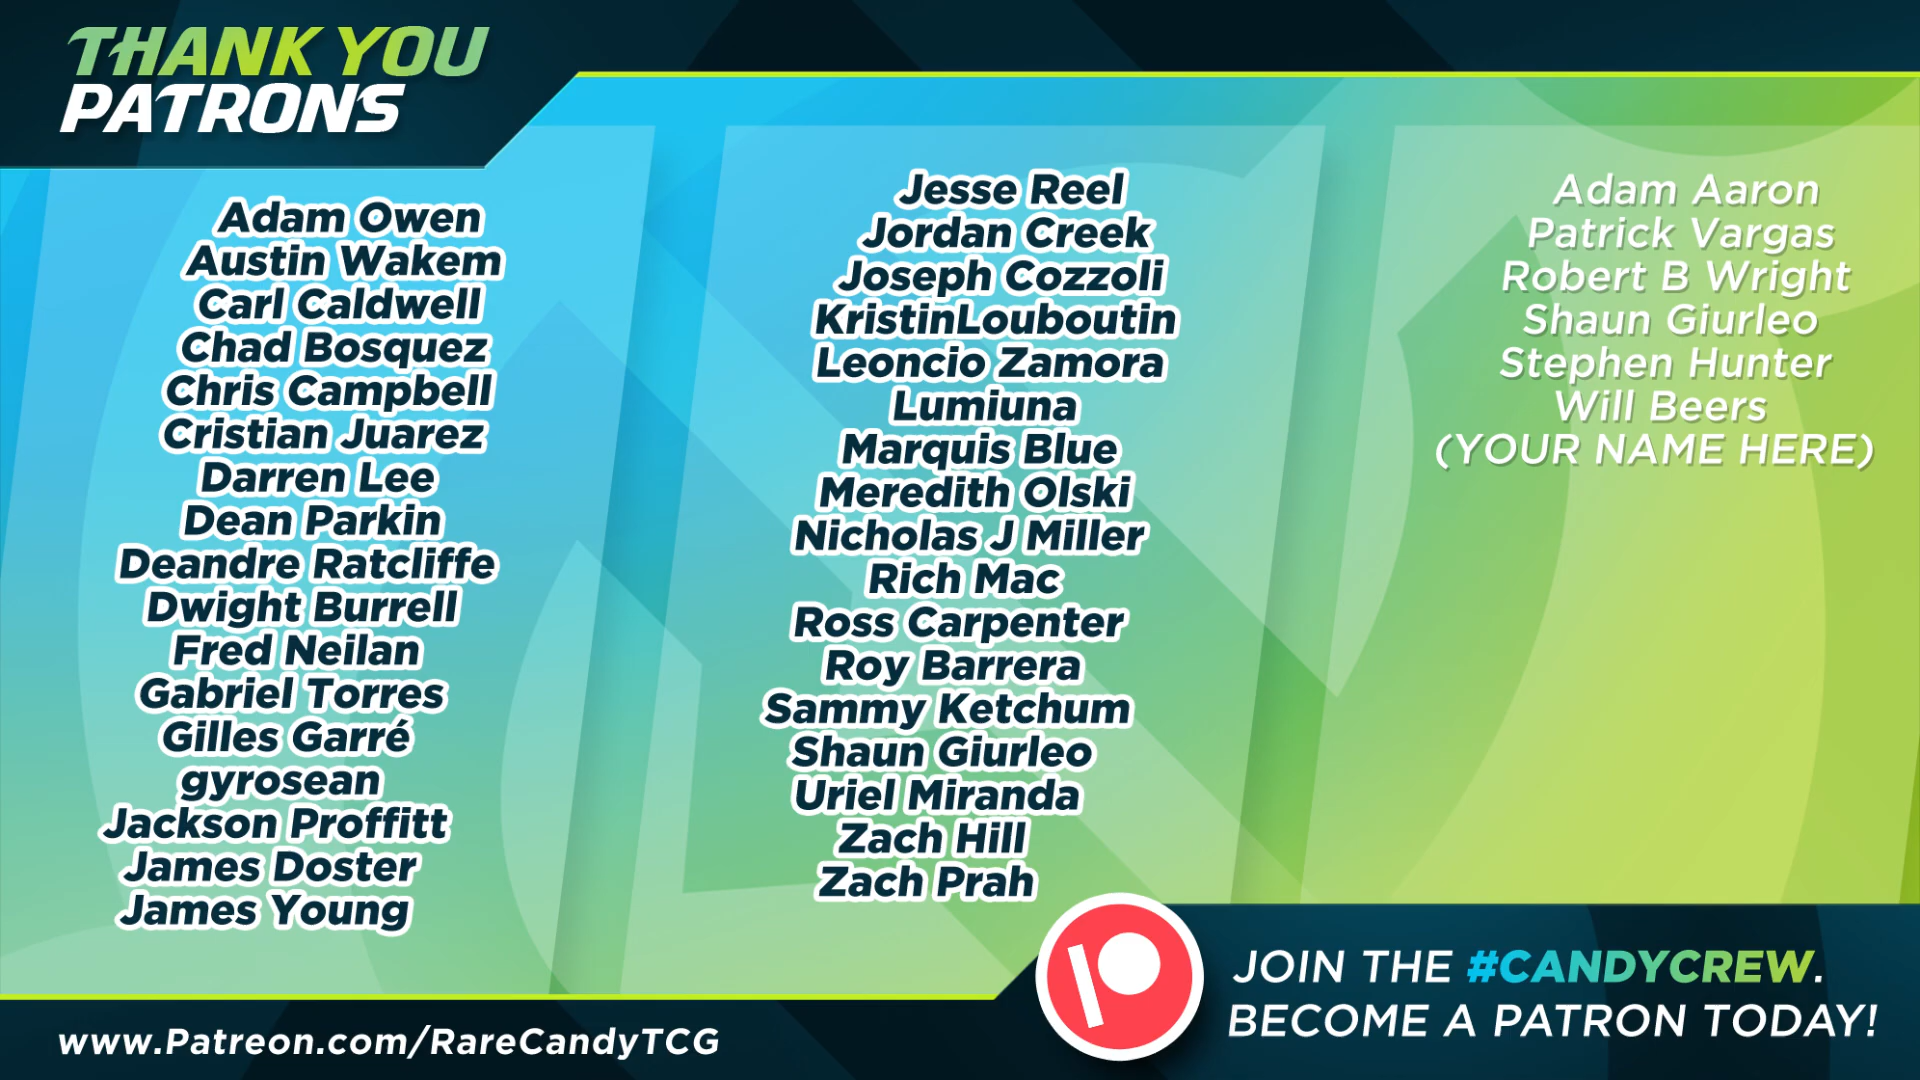 THANK YOU
PATRONS
Adam Owen
Austin Wakem
Carl Caldwell
Chad Bosquez
Chris Campbell
Cristian Juarez
Darren Lee
Dean Parkin
Deandre Ratcliffe
Dwight Burrell
Fred Neilan
Gabriel Torres
Gilles Garré
gyrosean
Jackson Proffitt
James Doster
James Young
Jesse Reel
Jordan Creek
Joseph Cozzoli
KristinLouboutin
Leoncio Zamora
Lumiuna
Marquis Blue
Meredith Olski
Nicholas J Miller
Rich Mac
Ross Carpenter
Roy Barrera
Sammy Ketchum
Shaun Giurleo
Uriel Miranda
Zach Hill
Zach Prah
Adam Aaron
Patrick Vargas
Robert B Wright
Shaun Giurleo
Stephen Hunter
Will Beers
(YOUR NAME HERE)
www.Patreon.com/RareCandyTCG
JOIN THE #CANDYCREW.
BECOME A PATRON TODAY!